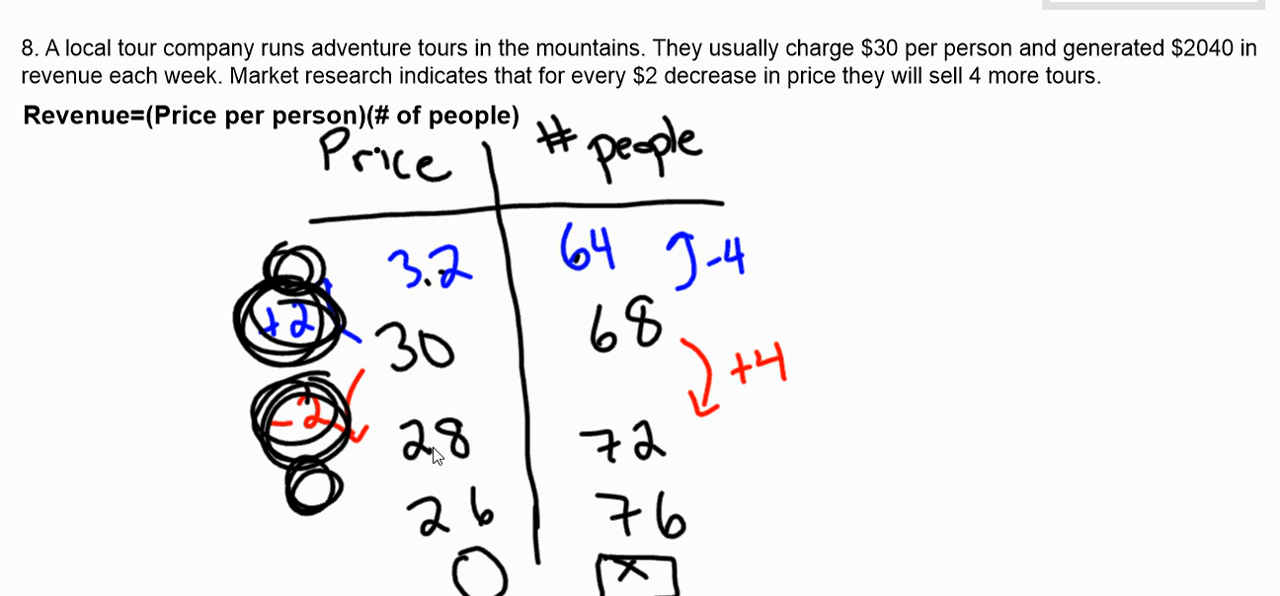 8. A local tour company runs adventure tours in the mountains. They usually charge $30 per person and generated $2040 in
revenue each week. Market research indicates that for every $2 decrease in price they will sell 4 more tours.
Revenue=(Price per person)(# of people)
Price # people
3.2 64 -4
+2
30 68
+4
-2
28 72
26 76
0 x